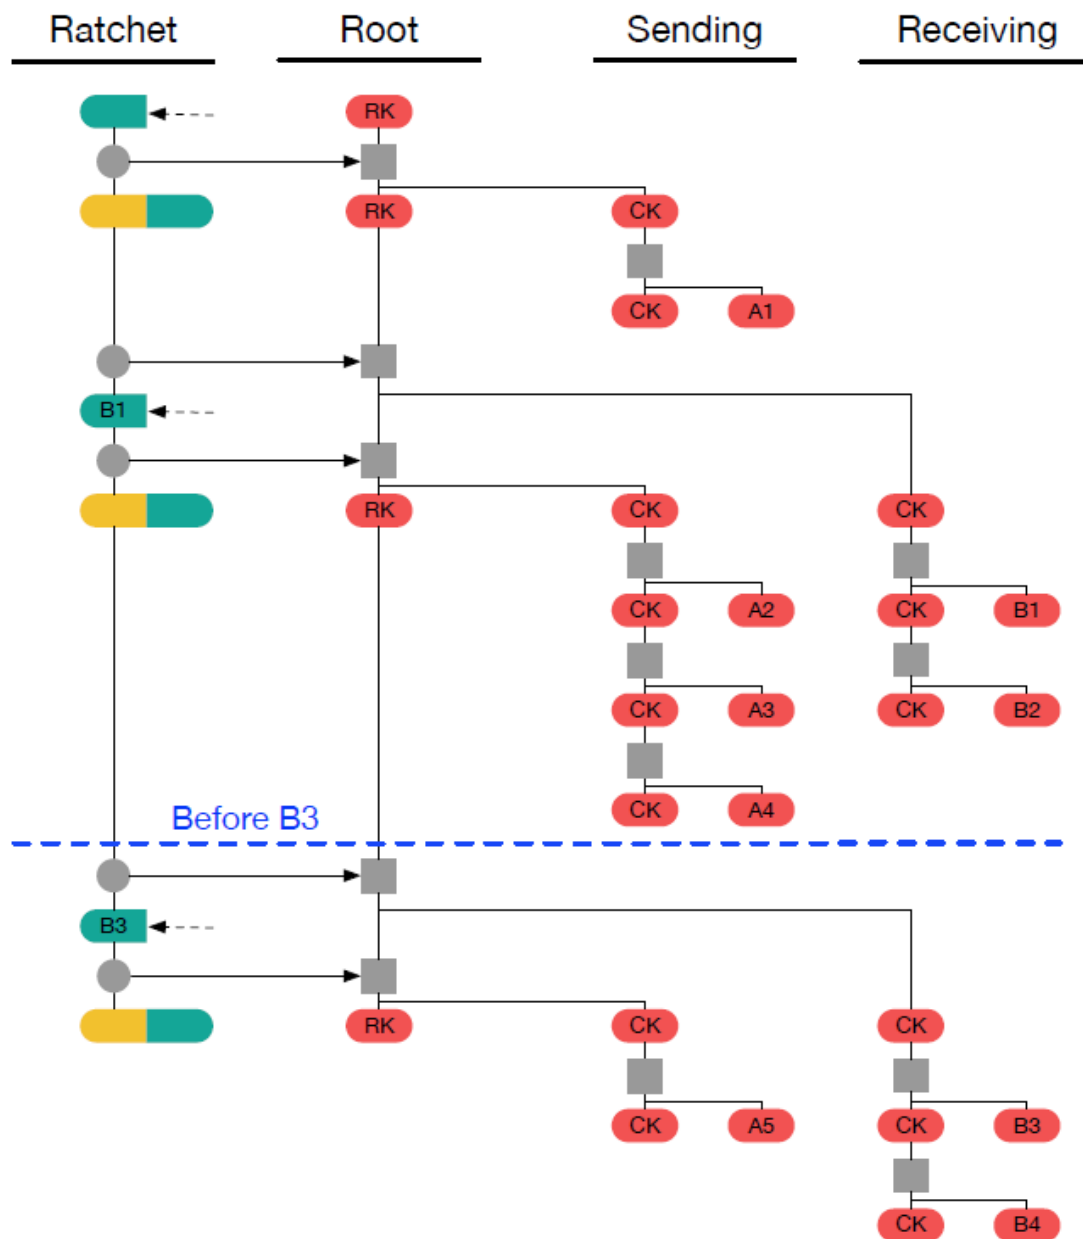 Ratchet Root Sending Receiving
RK
RK CK
CK A1
B1
RK CK CK
CK A2 CK B1
CK A3 CK B2
CK A4
Before B3
B3
RK CK CK
CK A5 CK B3
CK B4